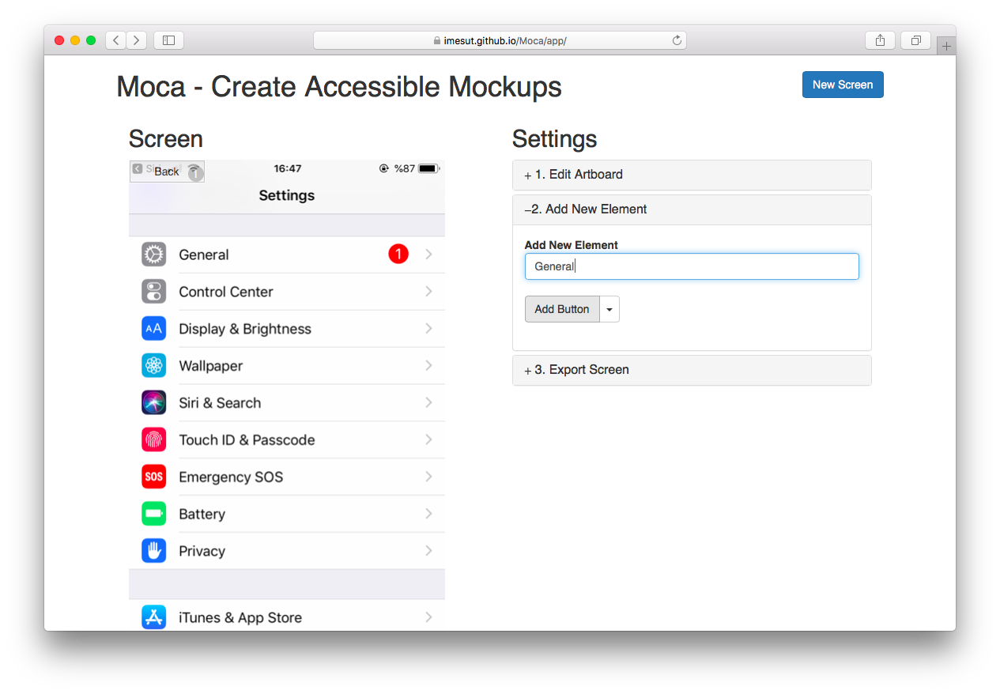 imesut.github.io/Moca/app/
Moca - Create Accessible Mockups
New Screen
Screen
Back
1
16:47
%87
Settings
General
1
Control Center
AA
Display & Brightness
Wallpaper
Siri & Search
Touch ID & Passcode
SOS
Emergency SOS
Battery
Privacy
iTunes & App Store
Settings
+ 1. Edit Artboard
–2. Add New Element
Add New Element
General
Add Button
+ 3. Export Screen